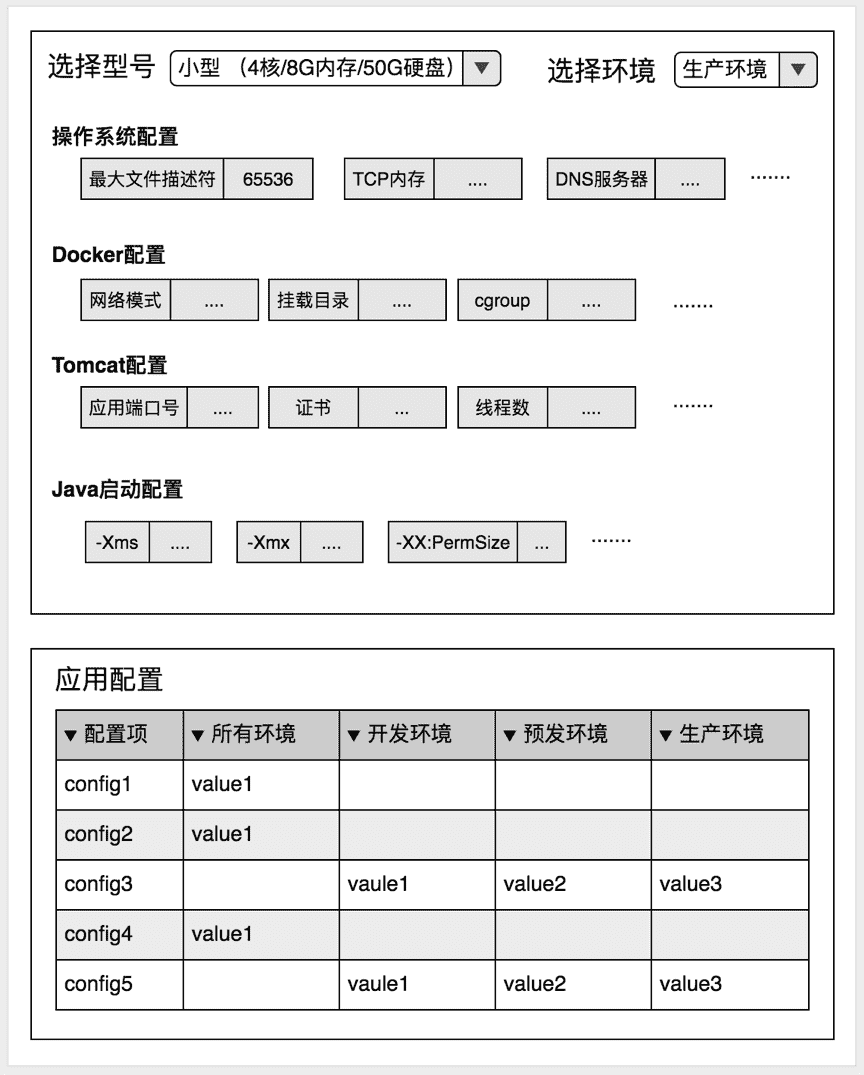 选择型号 小型 （4核/8G内存/50G硬盘） ▼ 选择环境 生产环境 ▼
操作系统配置
最大文件描述符 65536 TCP内存 .... DNS服务器 .... .......
Docker配置
网络模式 .... 挂载目录 .... cgroup .... .......
Tomcat配置
应用端口号 .... 证书 ... 线程数 .... .......
Java启动配置
-Xms .... -Xmx .... -XX:PermSize ... .......
应用配置
▼ 配置项 ▼ 所有环境 ▼ 开发环境 ▼ 预发环境 ▼ 生产环境
config1 value1
config2 value1
config3 vaule1 value2 value3
config4 value1
config5 vaule1 value2 value3